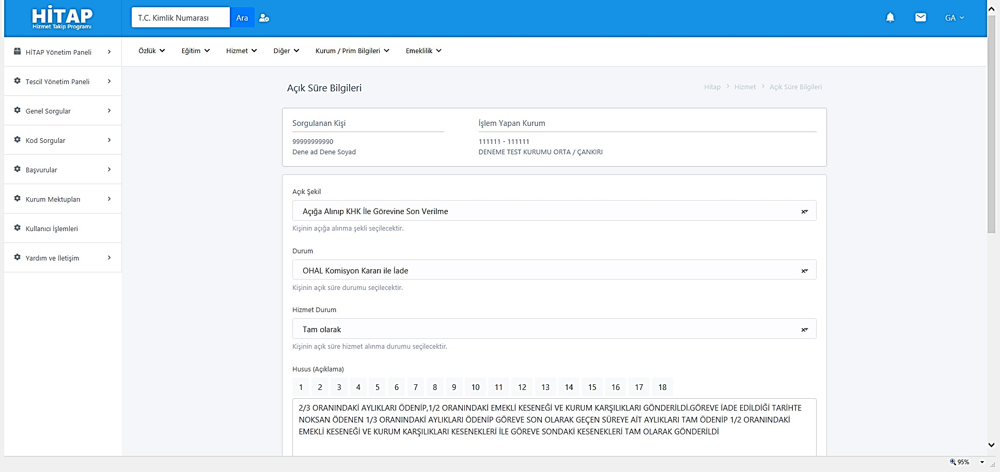 HİTAP
Hizmet Takip Programı
T.C. Kimlik Numarası
Ara
GA
HİTAP Yönetim Paneli
Tescil Yönetim Paneli
Genel Sorgular
Kod Sorgular
Başvurular
Kurum Mektupları
Kullanıcı İşlemleri
Yardım ve İletişim
Özlük
Eğitim
Hizmet
Diğer
Kurum / Prim Bilgileri
Emeklilik
Açık Süre Bilgileri
Hitap > Hizmet > Açık Süre Bilgileri
Sorgulanan Kişi
99999999990
Dene ad Dene Soyad
İşlem Yapan Kurum
111111 - 111111
DENEME TEST KURUMU ORTA / ÇANKIRI
Açık Şekil
Açığa Alınıp KHK İle Görevine Son Verilme
Kişinin açığa alınma şekli seçilecektir.
Durum
OHAL Komisyon Kararı ile İade
Kişinin açık süre durumu seçilecektir.
Hizmet Durum
Tam olarak
Kişinin açık süre hizmet alınma durumu seçilecektir.
Husus (Açıklama)
1 2 3 4 5 6 7 8 9 10 11 12 13 14 15 16 17 18
2/3 ORANINDAKİ AYLIKLARI ÖDENİP,1/2 ORANINDAKİ EMEKLİ KESENEĞİ VE KURUM KARŞILIKLARI GÖNDERİLDİ.GÖREVE İADE EDİLDİĞİ TARİHTE
NOKSAN ÖDENEN 1/3 ORANINDAKİ AYLIKLARI ÖDENİP GÖREVE SON OLARAK GEÇEN SÜREYE AİT AYLIKLARI TAM ÖDENİP 1/2 ORANINDAKİ
EMEKLİ KESENEĞİ VE KURUM KARŞILIKLARI KESENEKLERİ İLE GÖREVE SONDAKİ KESENEKLERİ TAM OLARAK GÖNDERİLDİ
95%